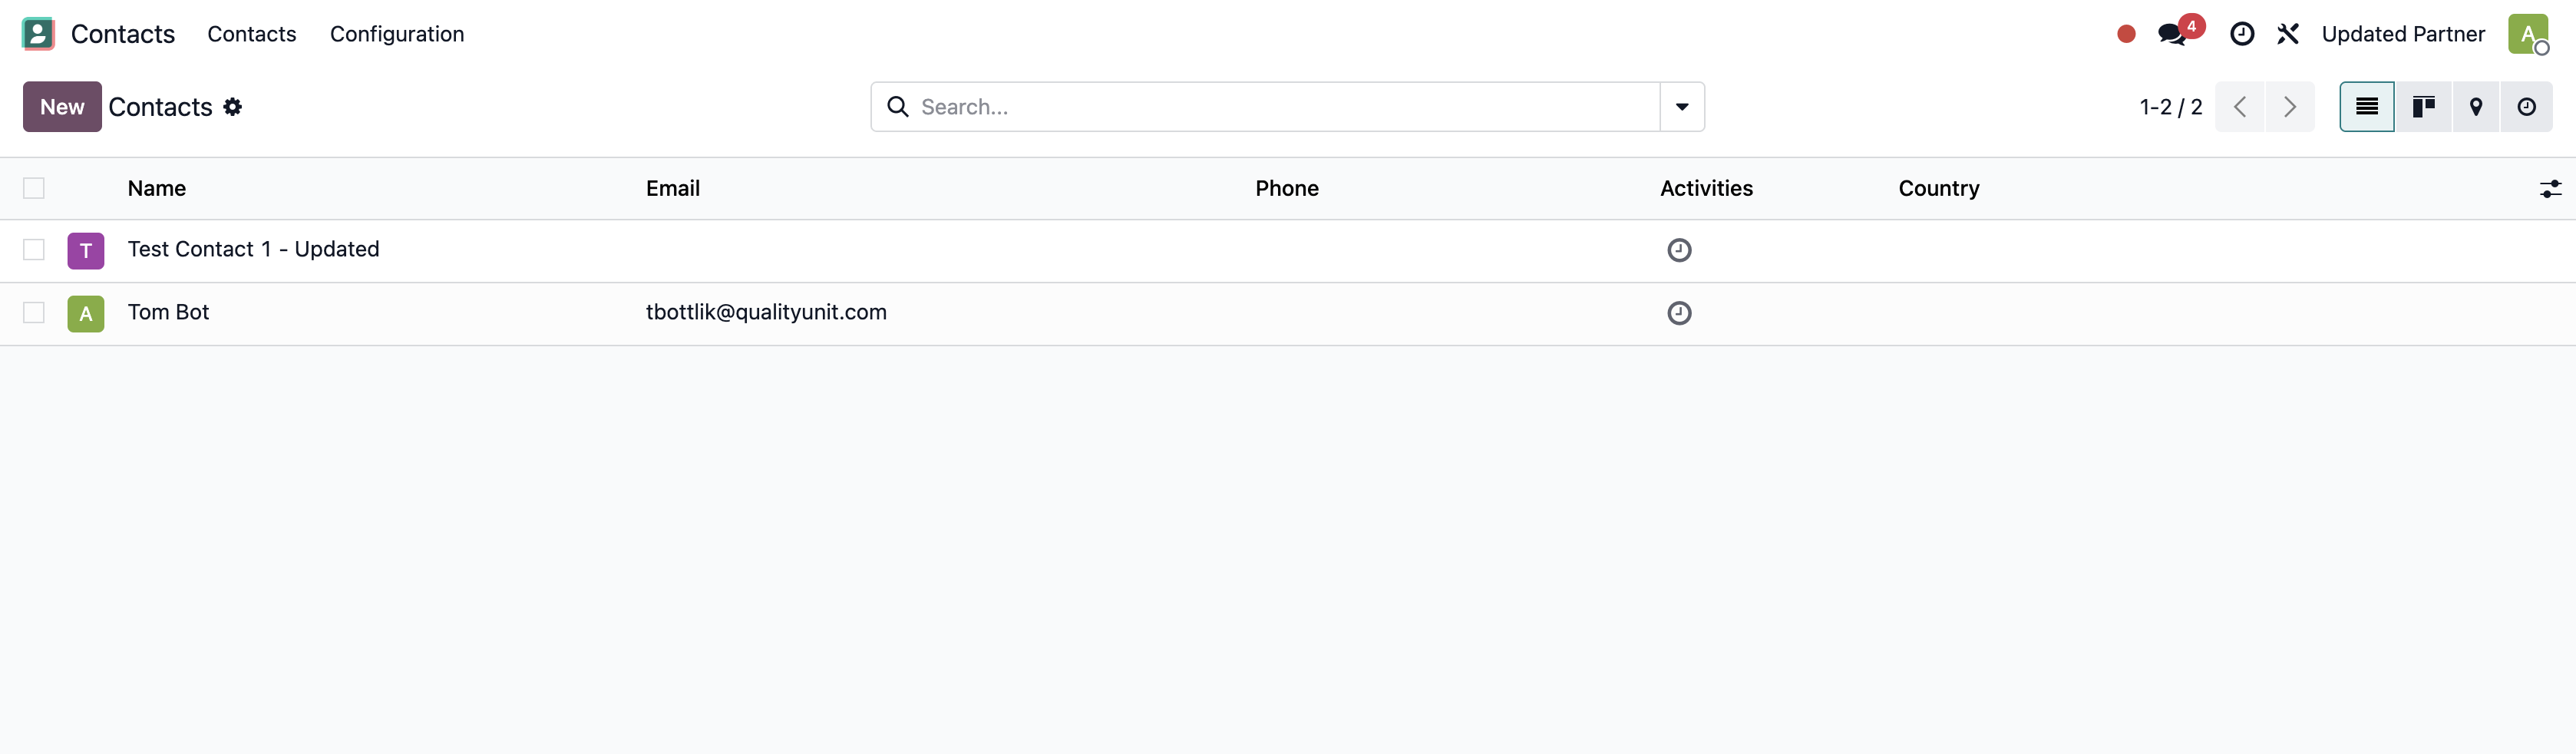 Contacts Contacts Configuration 4 Updated Partner A
New Contacts Search... 1-2 / 2
Name Email Phone Activities Country
T Test Contact 1 - Updated
A Tom Bot tbottlik@qualityunit.com